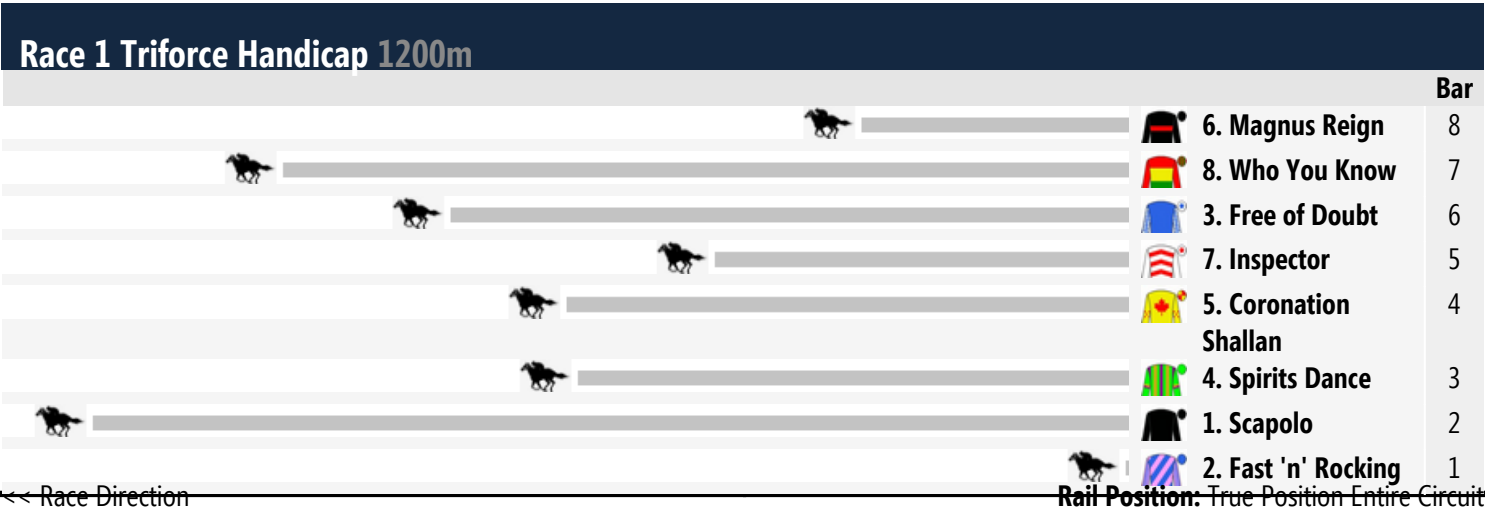 Race 1 Triforce Handicap 1200m
Bar
6. Magnus Reign 8
8. Who You Know 7
3. Free of Doubt 6
7. Inspector 5
5. Coronation 4
Shallan
4. Spirits Dance 3
1. Scapolo 2
2. Fast 'n' Rocking 1
<< Race Direction Rail Position: True Position Entire Circuit